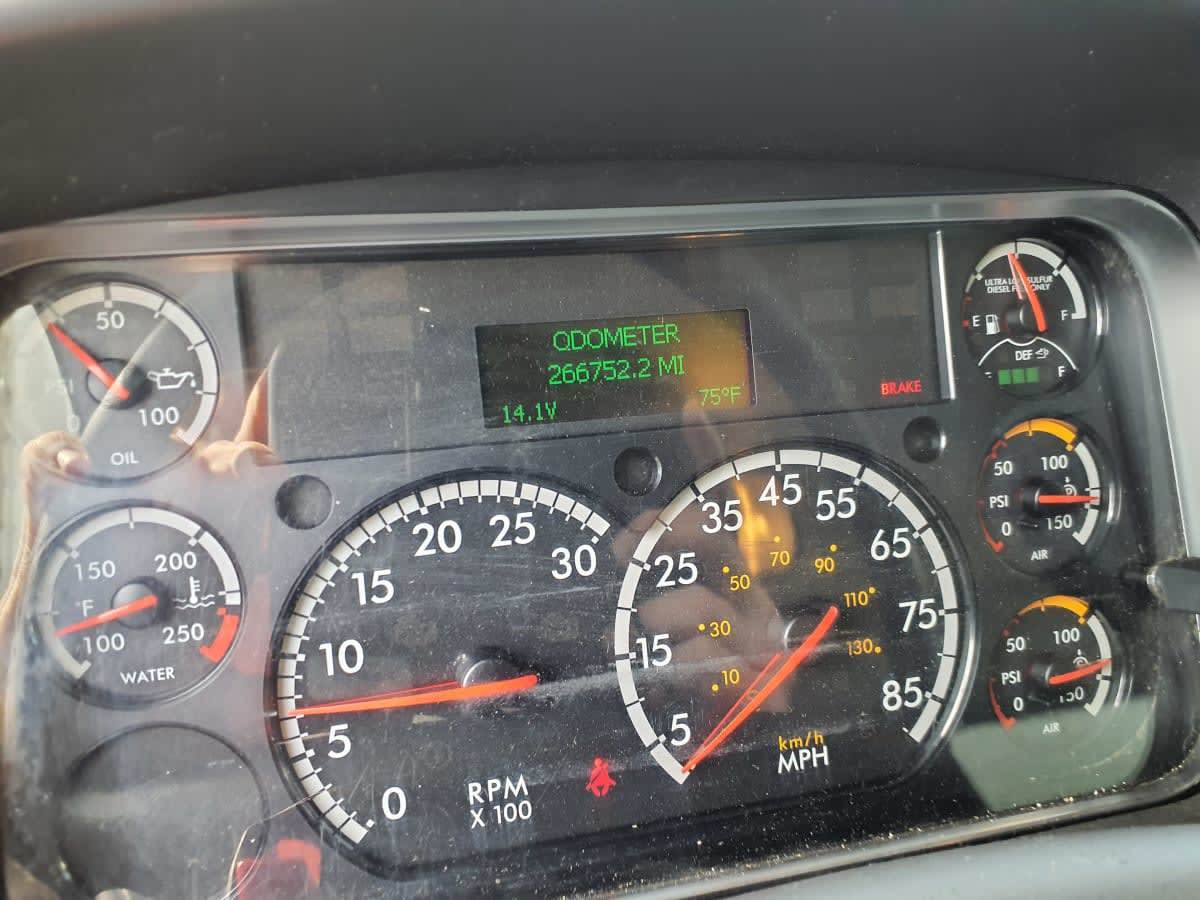 50
100
OIL
QDOMETER
266752.2 MI
14.1V
75°F
BRAKE
DIESEL FUEL ONLY
E
F
DEF
F
150
200
°F
100
250
WATER
0
5
10
15
20
25
30
RPM
X 100
5
15
25
35
45
55
65
75
85
10
30
50
70
90
110
130
km/h
MPH
50
100
PSI
0
150
AIR
50
100
PSI
0
150
AIR